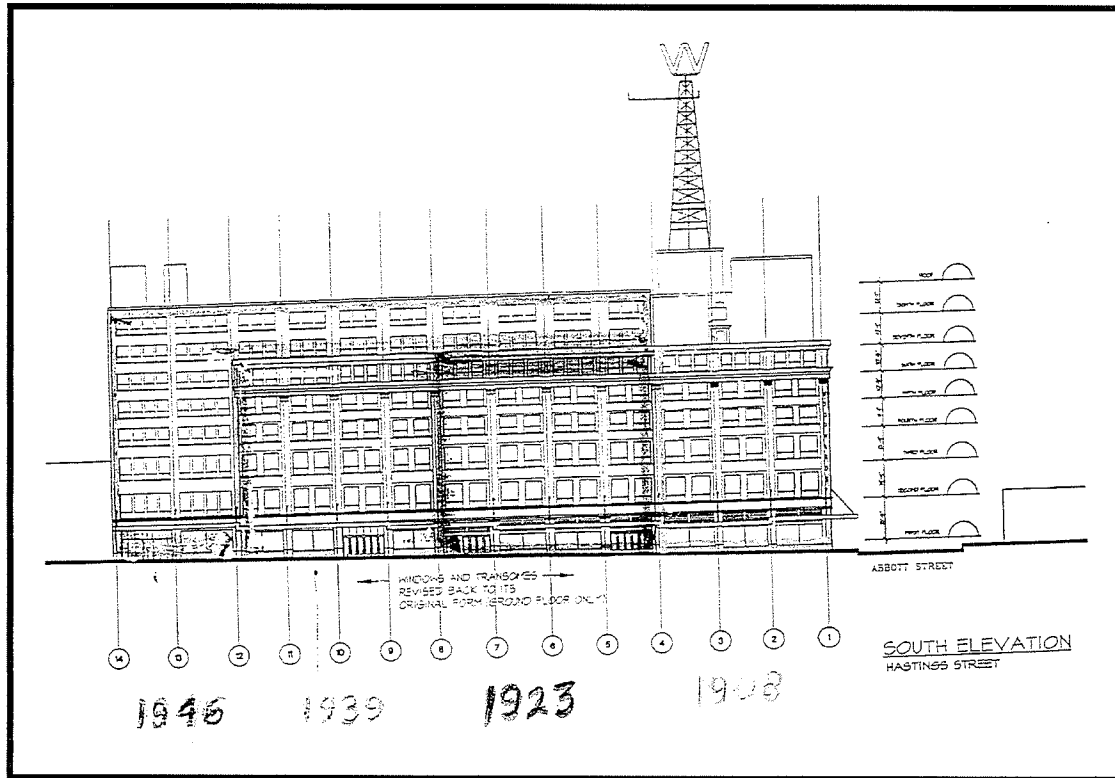 W
ROOF
EIGHTH FLOOR
SEVENTH FLOOR
SIXTH FLOOR
FIFTH FLOOR
FOURTH FLOOR
THIRD FLOOR
SECOND FLOOR
FIRST FLOOR
ABBOTT STREET
WINDOWS AND TRANSOMES
REVISED BACK TO ITS
ORIGINAL FORM (GROUND FLOOR ONLY)
14 13 12 11 10 9 8 7 6 5 4 3 2 1
SOUTH ELEVATION
HASTINGS STREET
1946 1939 1923 1908